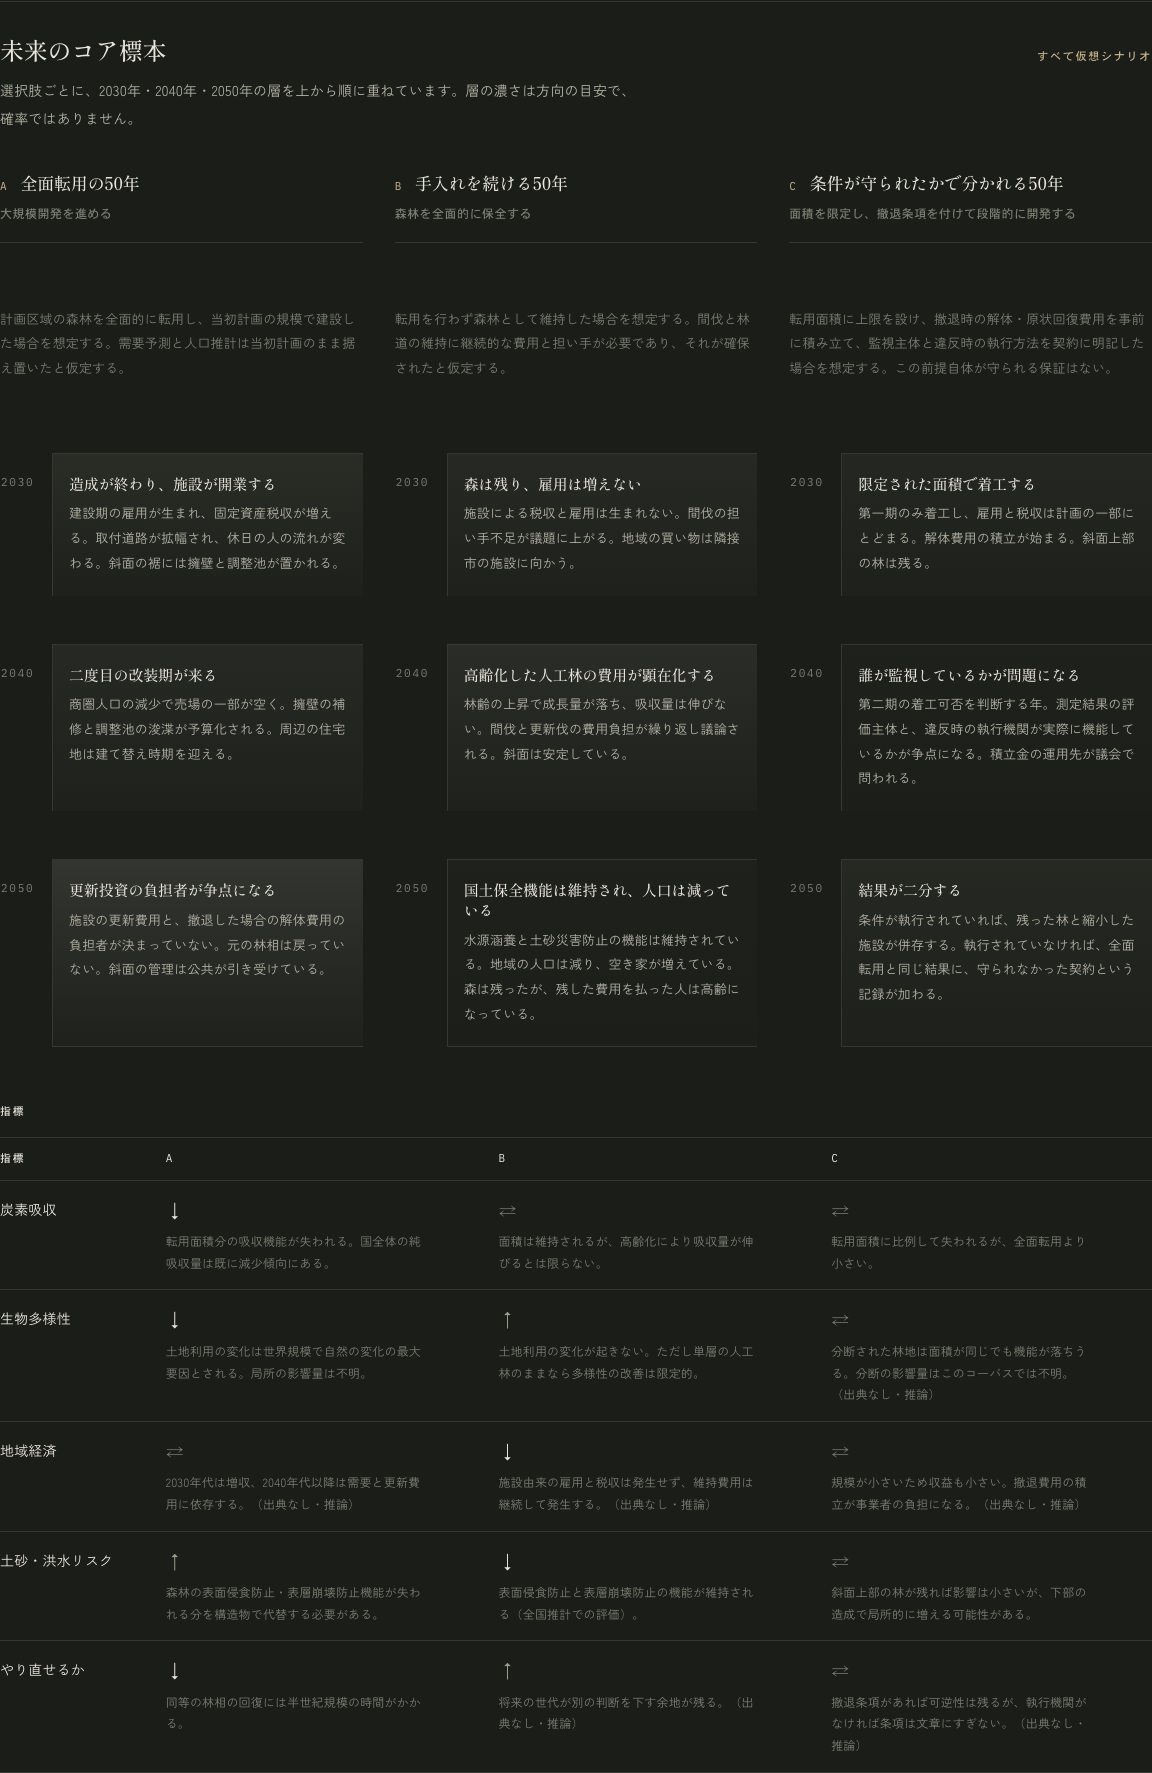 未来のコア標本
すべて仮想シナリオ
選択肢ごとに、2030年・2040年・2050年の層を上から順に重ねています。層の濃さは方向の目安で、
確率ではありません。
A 全面転用の50年
大規模開発を進める
B 手入れを続ける50年
森林を全面的に保全する
C 条件が守られたかで分かれる50年
面積を限定し、撤退条項を付けて段階的に開発する
計画区域の森林を全面的に転用し、当初計画の規模で建設し
た場合を想定する。需要予測と人口推計は当初計画のまま据
え置いたと仮定する。
転用を行わず森林として維持した場合を想定する。間伐と林
道の維持に継続的な費用と担い手が必要であり、それが確保
されたと仮定する。
転用面積に上限を設け、撤退時の解体・原状回復費用を事前
に積み立て、監視主体と違反時の執行方法を契約に明記した
場合を想定する。この前提自体が守られる保証はない。
2030
造成が終わり、施設が開業する
建設期の雇用が生まれ、固定資産税収が増え
る。取付道路が拡幅され、休日の人の流れが変
わる。斜面の裾には擁壁と調整池が置かれる。
2030
森は残り、雇用は増えない
施設による税収と雇用は生まれない。間伐の担
い手不足が議題に上がる。地域の買い物は隣接
市の施設に向かう。
2030
限定された面積で着工する
第一期のみ着工し、雇用と税収は計画の一部に
とどまる。解体費用の積立が始まる。斜面上部
の林は残る。
2040
二度目の改装期が来る
商圏人口の減少で売場の一部が空く。擁壁の補
修と調整池の浚渫が予算化される。周辺の住宅
地は建て替え時期を迎える。
2040
高齢化した人工林の費用が顕在化する
林齢の上昇で成長量が落ち、吸収量は伸びな
い。間伐と更新伐の費用負担が繰り返し議論さ
れる。斜面は安定している。
2040
誰が監視しているかが問題になる
第二期の着工可否を判断する年。測定結果の評
価主体と、違反時の執行機関が実際に機能して
いるかが争点になる。積立金の運用先が議会で
問われる。
2050
更新投資の負担者が争点になる
施設の更新費用と、撤退した場合の解体費用の
負担者が決まっていない。元の林相は戻ってい
ない。斜面の管理は公共が引き受けている。
2050
国土保全機能は維持され、人口は減って
いる
水源涵養と土砂災害防止の機能は維持されてい
る。地域の人口は減り、空き家が増えている。
森は残ったが、残した費用を払った人は高齢に
なっている。
2050
結果が二分する
条件が執行されていれば、残った林と縮小した
施設が併存する。執行されていなければ、全面
転用と同じ結果に、守られなかった契約という
記録が加わる。
指標
指標 A B C
炭素吸収
↓
転用面積分の吸収機能が失われる。国全体の純
吸収量は既に減少傾向にある。
⇄
面積は維持されるが、高齢化により吸収量が伸
びるとは限らない。
⇄
転用面積に比例して失われるが、全面転用より
小さい。
生物多様性
↓
土地利用の変化は世界規模で自然の変化の最大
要因とされる。局所の影響量は不明。
↑
土地利用の変化が起きない。ただし単層の人工
林のままなら多様性の改善は限定的。
⇄
分断された林地は面積が同じでも機能が落ちう
る。分断の影響量はこのコーパスでは不明。
（出典なし・推論）
地域経済
⇄
2030年代は増収、2040年代以降は需要と更新費
用に依存する。（出典なし・推論）
↓
施設由来の雇用と税収は発生せず、維持費用は
継続して発生する。（出典なし・推論）
⇄
規模が小さいため収益も小さい。撤退費用の積
立が事業者の負担になる。（出典なし・推論）
土砂・洪水リスク
↑
森林の表面侵食防止・表層崩壊防止機能が失わ
れる分を構造物で代替する必要がある。
↓
表面侵食防止と表層崩壊防止の機能が維持され
る（全国推計での評価）。
⇄
斜面上部の林が残れば影響は小さいが、下部の
造成で局所的に増える可能性がある。
やり直せるか
↓
同等の林相の回復には半世紀規模の時間がかか
る。
↑
将来の世代が別の判断を下す余地が残る。（出
典なし・推論）
⇄
撤退条項があれば可逆性は残るが、執行機関が
なければ条項は文章にすぎない。（出典なし・
推論）